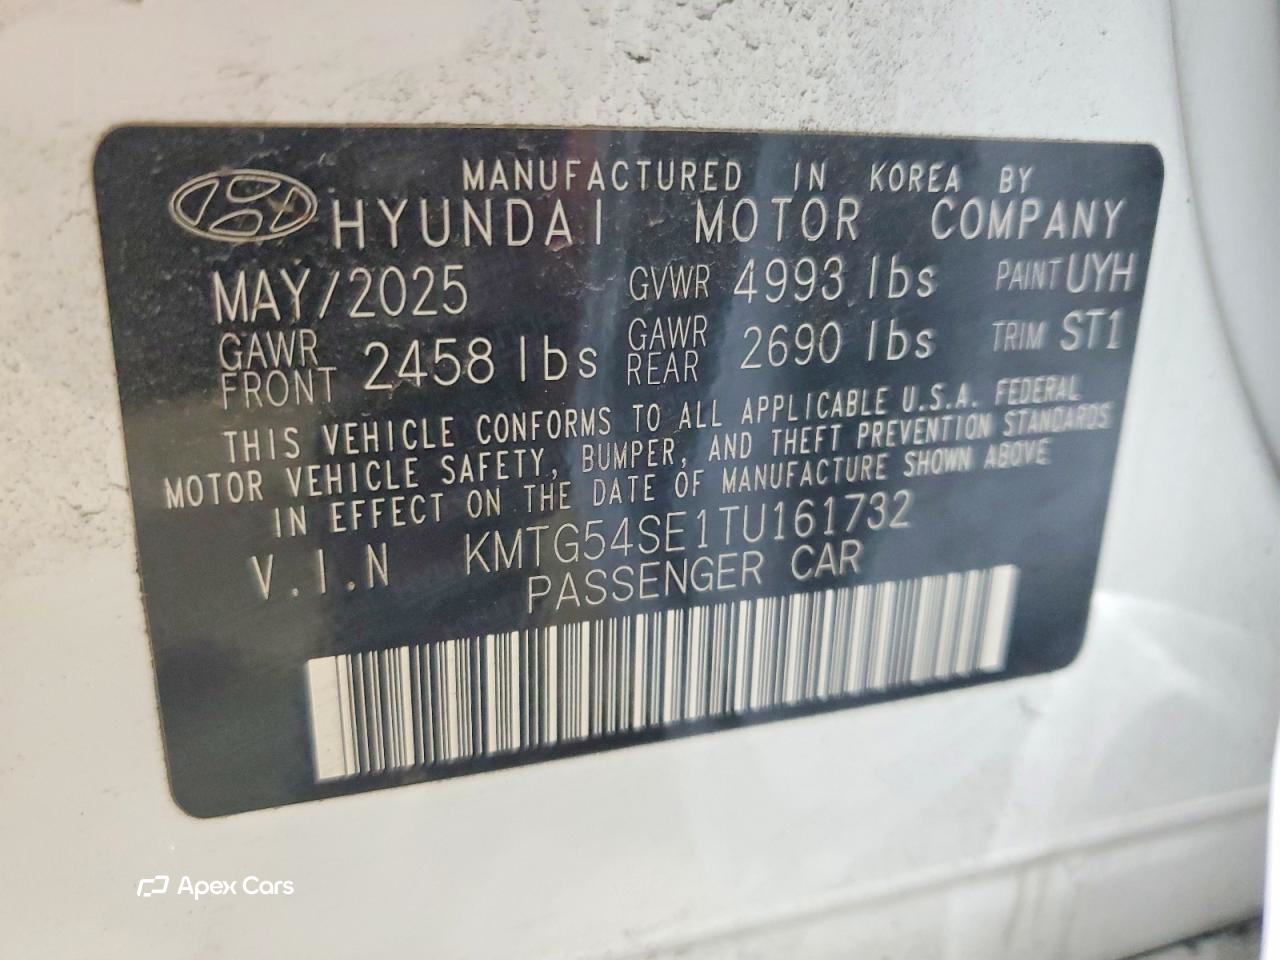 MANUFACTURED IN KOREA BY
HYUNDAI MOTOR COMPANY
MAY/2025 GVWR 4993 lbs PAINT UYH
GAWR FRONT 2458 lbs GAWR REAR 2690 lbs TRIM ST1
THIS VEHICLE CONFORMS TO ALL APPLICABLE U.S.A. FEDERAL
MOTOR VEHICLE SAFETY, BUMPER, AND THEFT PREVENTION STANDARDS
IN EFFECT ON THE DATE OF MANUFACTURE SHOWN ABOVE
V.I.N KMTG54SE1TU161732
PASSENGER CAR
Apex Cars